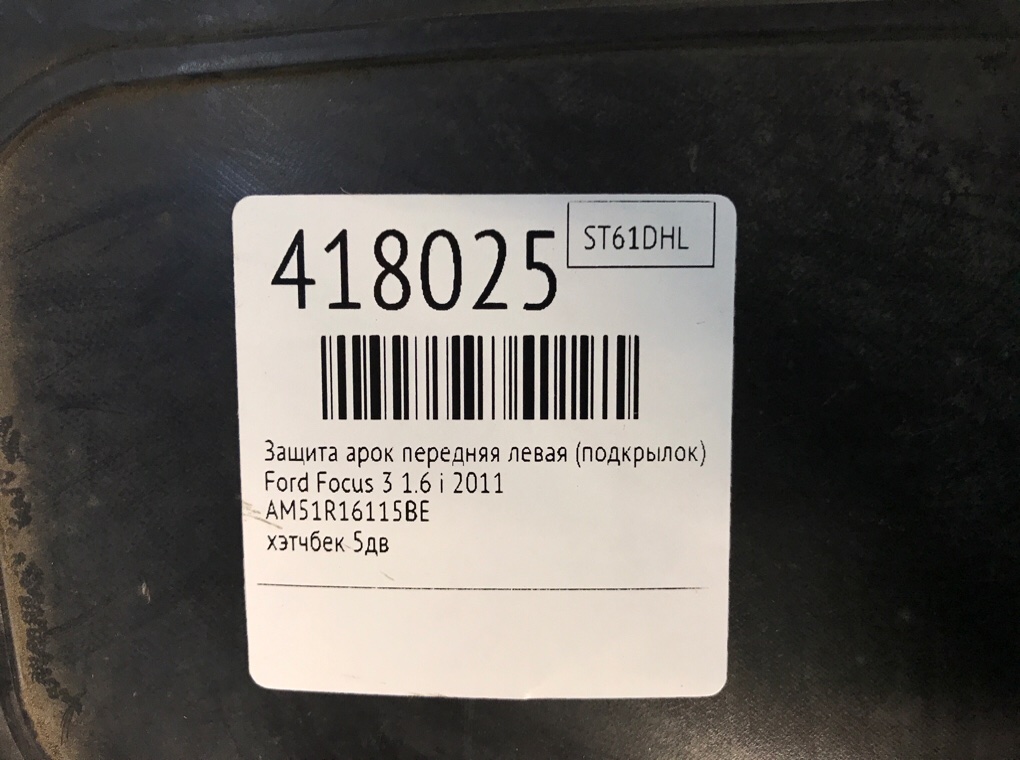 418025
ST61DHL
Защита арок передняя левая (подкрылок)
Ford Focus 3 1.6 i 2011
AM51R16115BE
хэтчбек 5дв